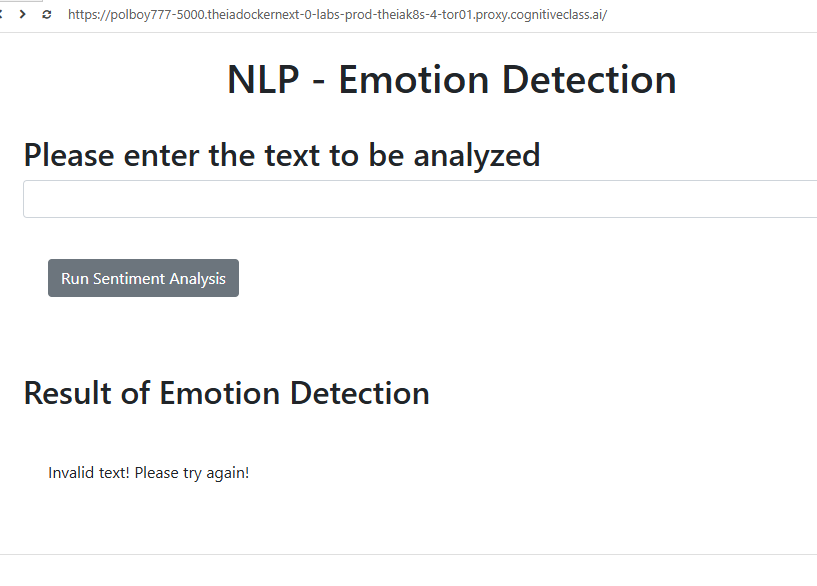 https://polboy777-5000.theiadockernext-0-labs-prod-theiak8s-4-tor01.proxy.cognitiveclass.ai/
NLP - Emotion Detection
Please enter the text to be analyzed
Run Sentiment Analysis
Result of Emotion Detection
Invalid text! Please try again!